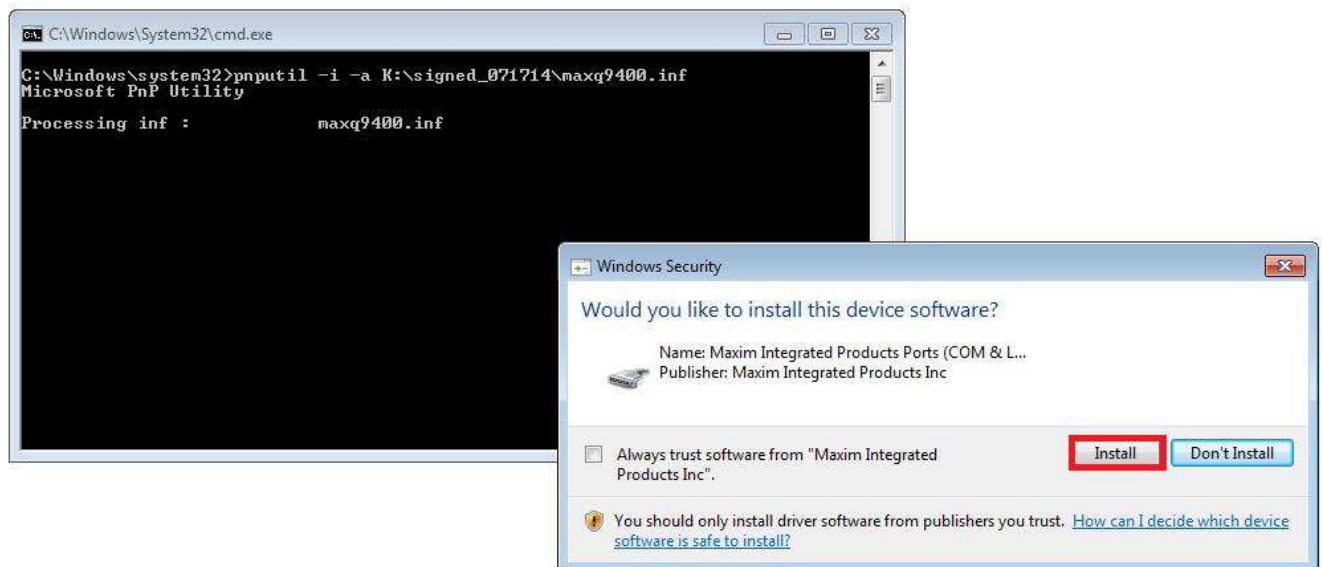 C:\Windows\System32\cmd.exe
C:\Windows\system32>pnputil -i -a K:\signed_071714\maxq9400.inf
Microsoft PnP Utility
Processing inf : maxq9400.inf
Windows Security
Would you like to install this device software?
Name: Maxim Integrated Products Ports (COM & L...
Publisher: Maxim Integrated Products Inc
Always trust software from "Maxim Integrated
Products Inc".
Install
Don't Install
You should only install driver software from publishers you trust. How can I decide which device
software is safe to install?